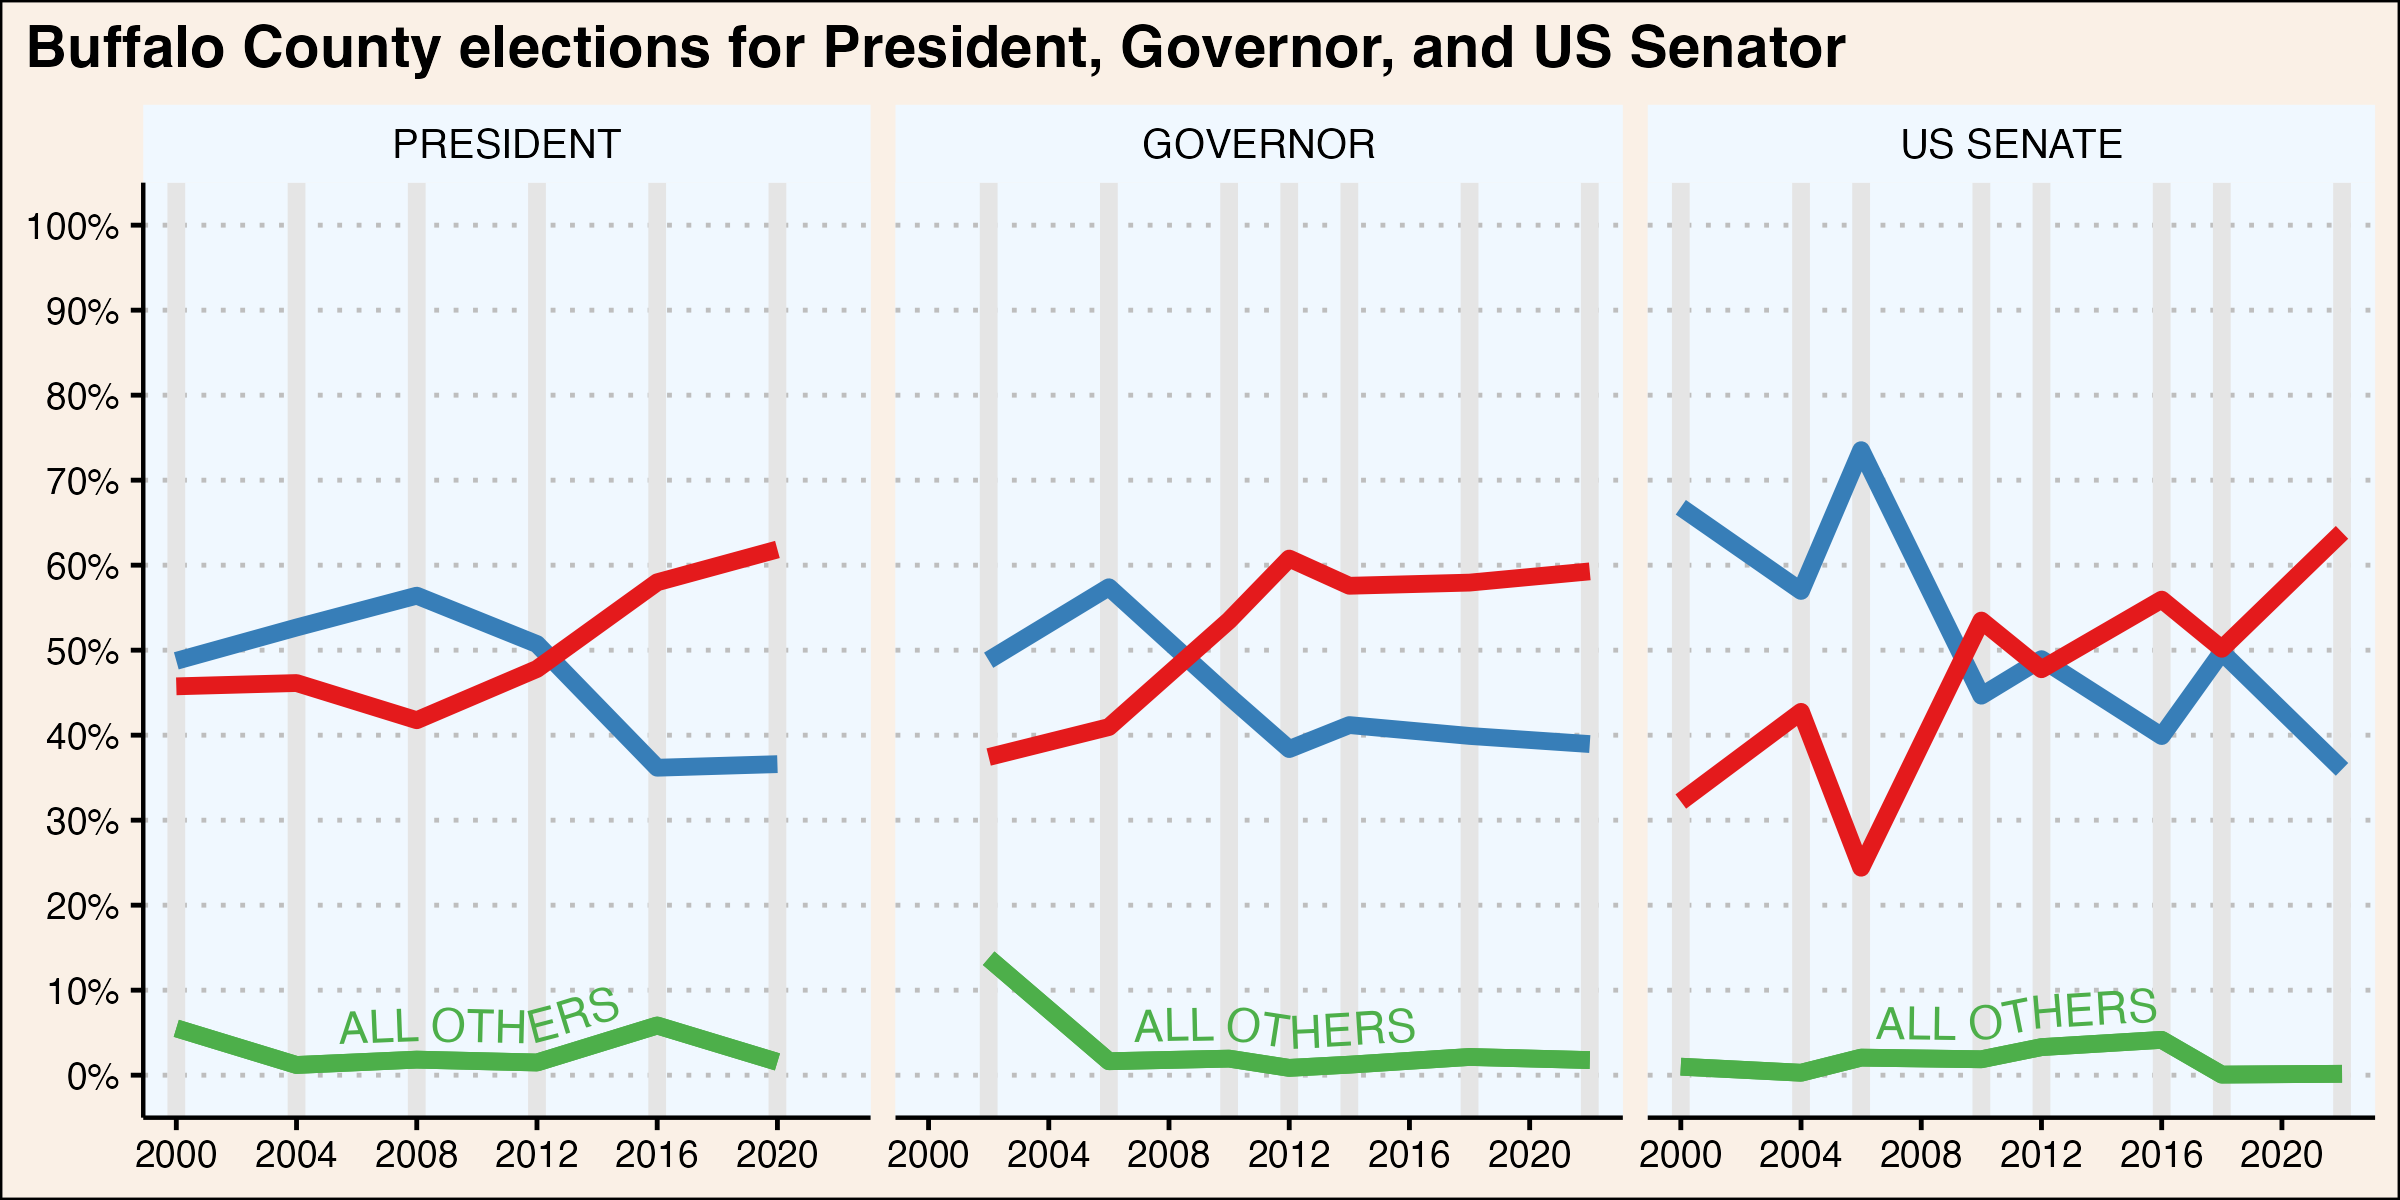 Buffalo County elections for President, Governor, and US Senator
PRESIDENT
GOVERNOR
US SENATE
100%
90%
80%
70%
60%
50%
40%
30%
20%
10%
0%
ALL OTHERS
ALL OTHERS
ALL OTHERS
2000 2004 2008 2012 2016 2020
2000 2004 2008 2012 2016 2020
2000 2004 2008 2012 2016 2020